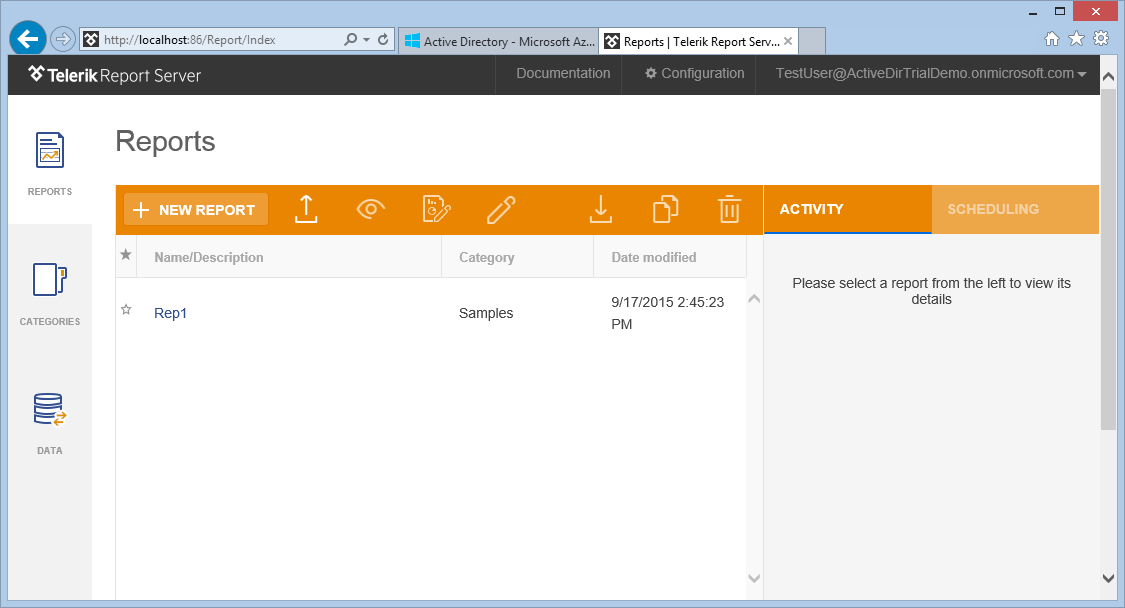 http://localhost:86/Report/Index
Active Directory - Microsoft Az...
Reports | Telerik Report Serv...
Telerik Report Server
Documentation
Configuration
TestUser@ActiveDirTrialDemo.onmicrosoft.com
REPORTS
CATEGORIES
DATA
Reports
NEW REPORT
ACTIVITY
SCHEDULING
Name/Description
Category
Date modified
Rep1
Samples
9/17/2015 2:45:23
PM
Please select a report from the left to view its
details